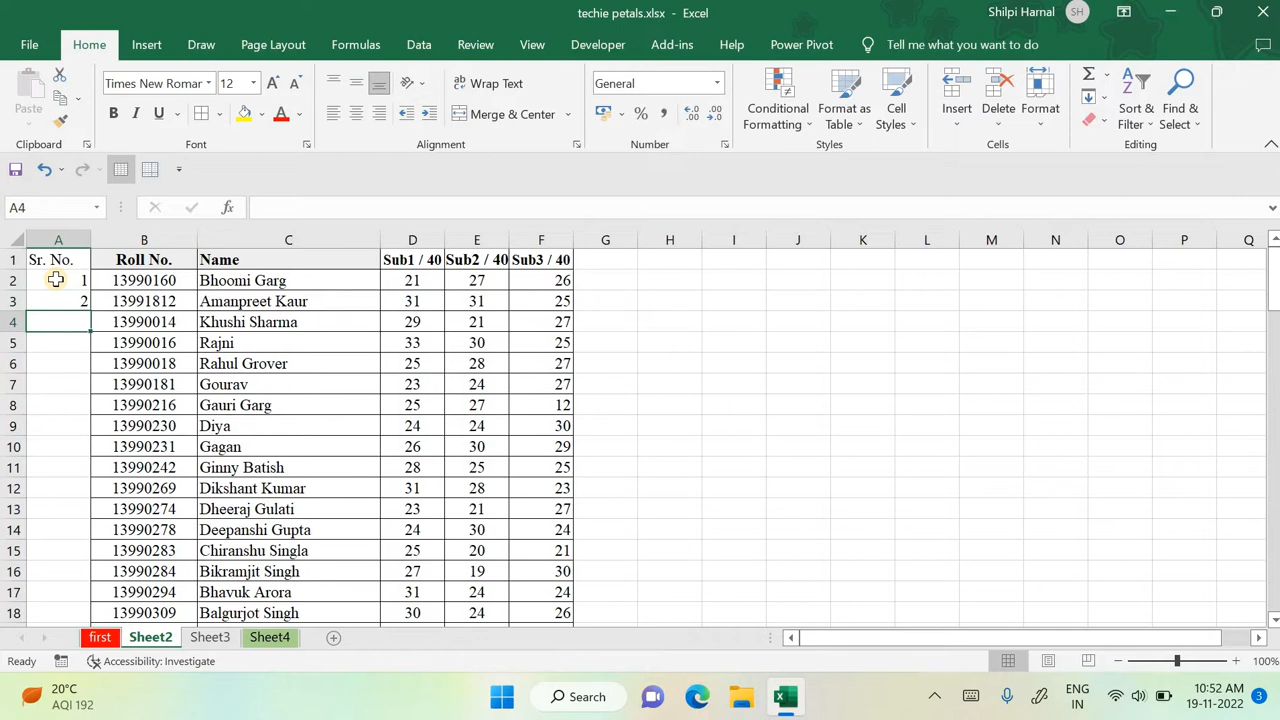 techie petals.xlsx - Excel
Shilpi Harnal SH
File Home Insert Draw Page Layout Formulas Data Review View Developer Add-ins Help Power Pivot Tell me what you want to do
Paste
Clipboard
Times New Romar 12
A A
B I U A
Font
ab Wrap Text
Merge & Center
Alignment
General
% ,
Number
Conditional Formatting
Format as Table
Cell Styles
Styles
Insert Delete Format
Cells
Sort & Filter
Find & Select
Editing
A4 fx
A B C D E F G H I J K L M N O P Q
1 Sr. No. Roll No. Name Sub1 / 40 Sub2 / 40 Sub3 / 40
2 1 13990160 Bhoomi Garg 21 27 26
3 2 13991812 Amanpreet Kaur 31 31 25
4 13990014 Khushi Sharma 29 21 27
5 13990016 Rajni 33 30 25
6 13990018 Rahul Grover 25 28 27
7 13990181 Gourav 23 24 27
8 13990216 Gauri Garg 25 27 12
9 13990230 Diya 24 24 30
10 13990231 Gagan 26 30 29
11 13990242 Ginny Batish 28 25 25
12 13990269 Dikshant Kumar 31 28 23
13 13990274 Dheeraj Gulati 23 21 27
14 13990278 Deepanshi Gupta 24 30 24
15 13990283 Chiranshu Singla 25 20 21
16 13990284 Bikramjit Singh 27 19 30
17 13990294 Bhavuk Arora 31 24 24
18 13990309 Balgurjot Singh 30 24 26
first Sheet2 Sheet3 Sheet4
Ready Accessibility: Investigate 100%
20°C
AQI 192
Search
ENG
IN
10:52 AM
19-11-2022
3